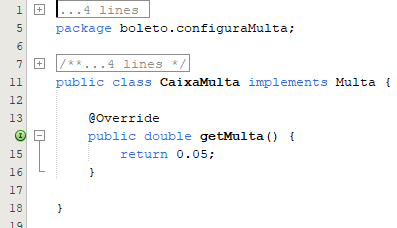 1 ...4 lines
5 package boleto.configuraMulta;
6
7 /**...4 lines */
11 public class CaixaMulta implements Multa {
12
13 @Override
public double getMulta() {
15 return 0.05;
16 }
17
18 }
19